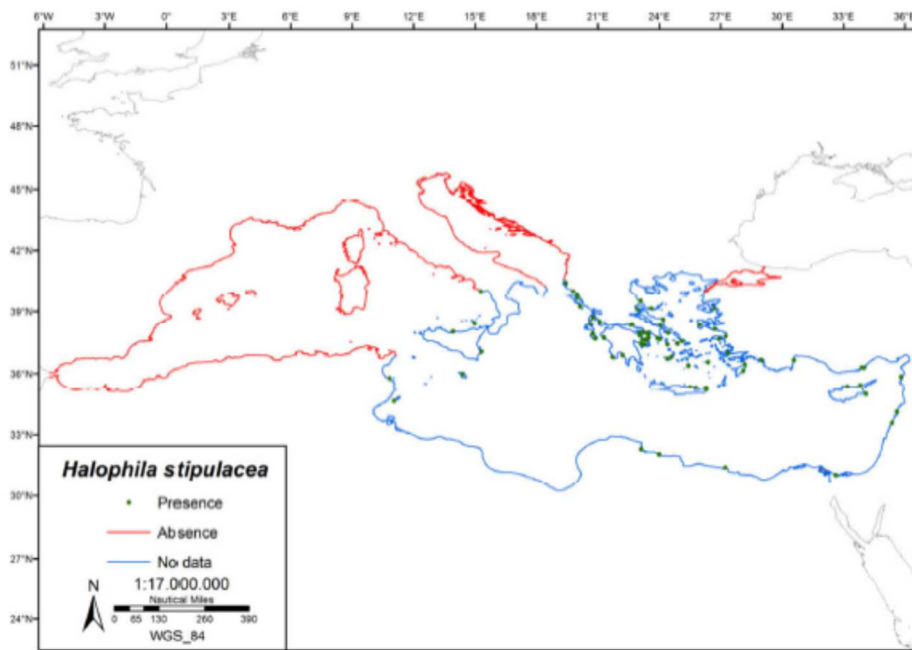 6°W 3°W 0° 3°E 6°E 9°E 12°E 15°E 18°E 21°E 24°E 27°E 30°E 33°E 36°E
51°N
48°N
45°N
42°N
39°N
36°N
33°N
30°N
27°N
24°N
Halophila stipulacea
Presence
Absence
No data
N
1:17.000.000
Nautical Miles
0 65 130 260 390
WGS_84